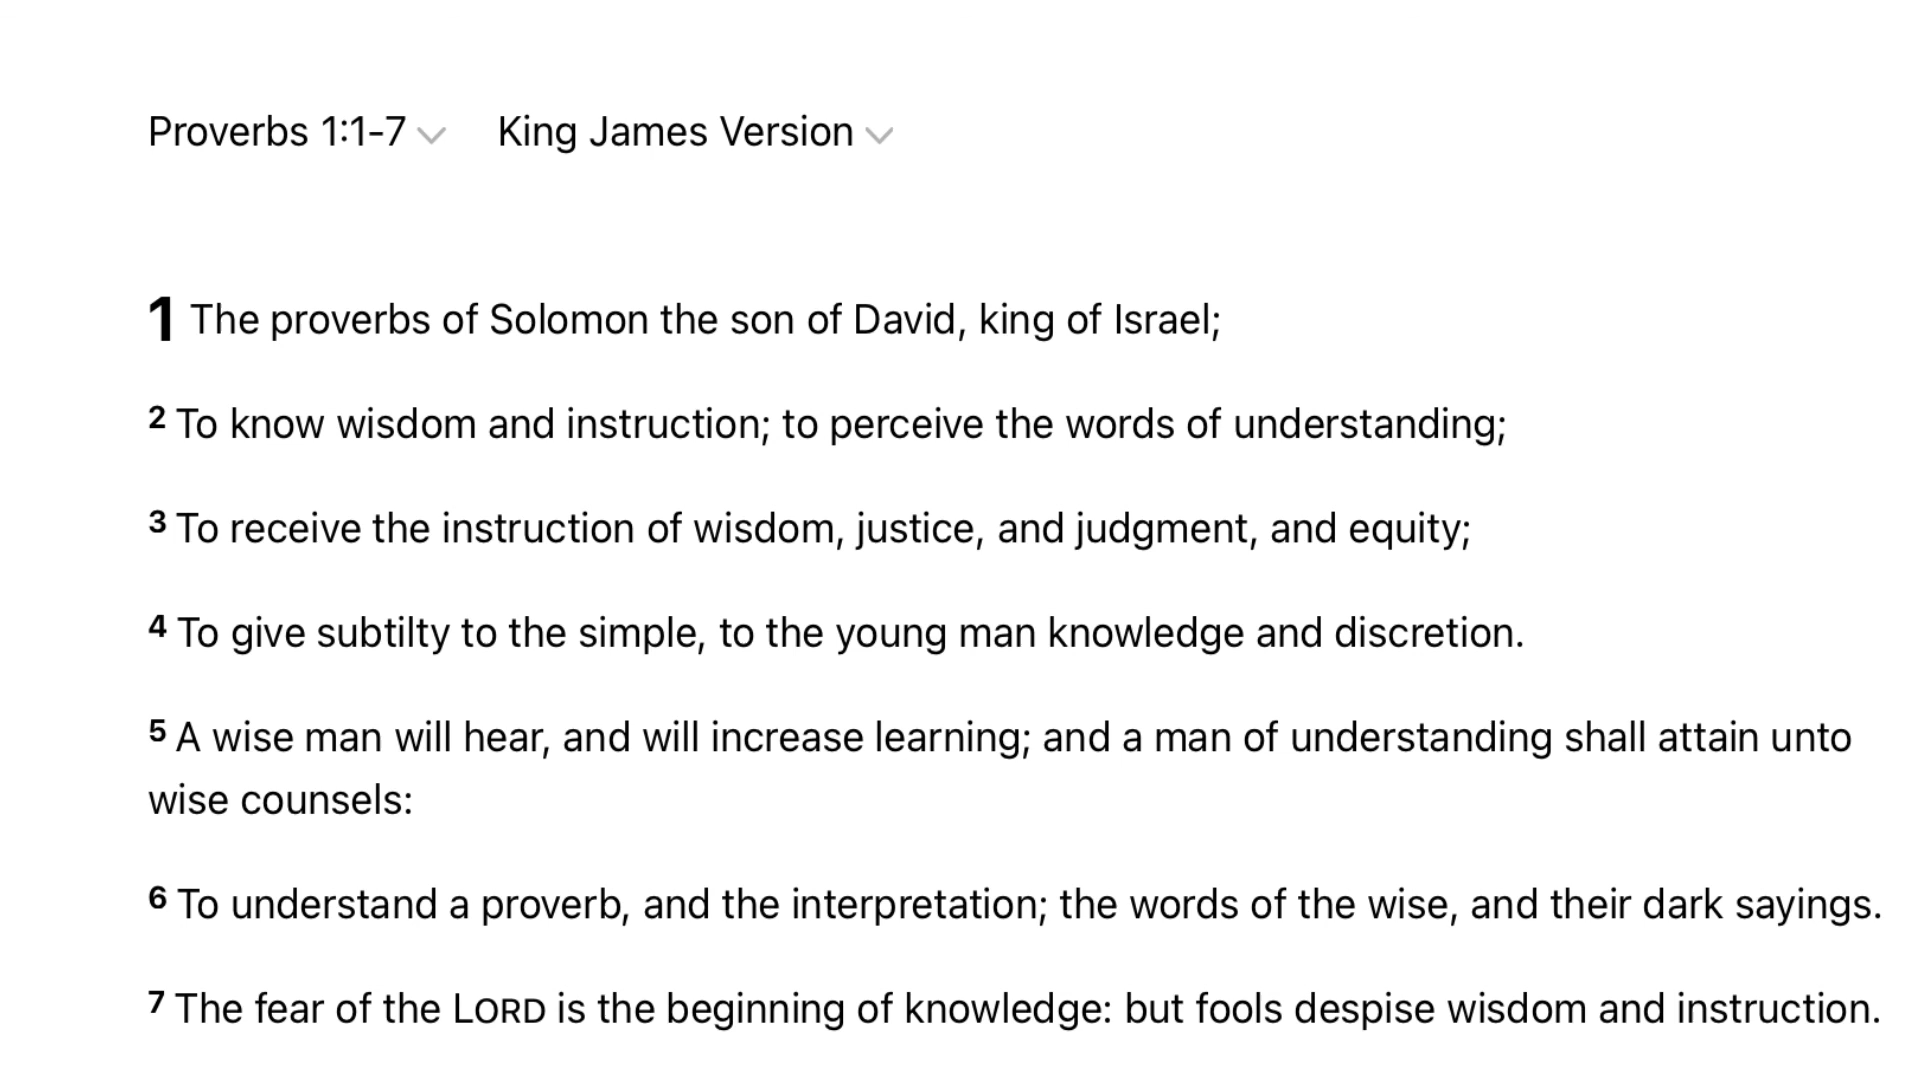 Proverbs 1:1-7 King James Version
1 The proverbs of Solomon the son of David, king of Israel;
2 To know wisdom and instruction; to perceive the words of understanding;
3 To receive the instruction of wisdom, justice, and judgment, and equity;
4 To give subtilty to the simple, to the young man knowledge and discretion.
5 A wise man will hear, and will increase learning; and a man of understanding shall attain unto
wise counsels:
6 To understand a proverb, and the interpretation; the words of the wise, and their dark sayings.
7 The fear of the LORD is the beginning of knowledge: but fools despise wisdom and instruction.